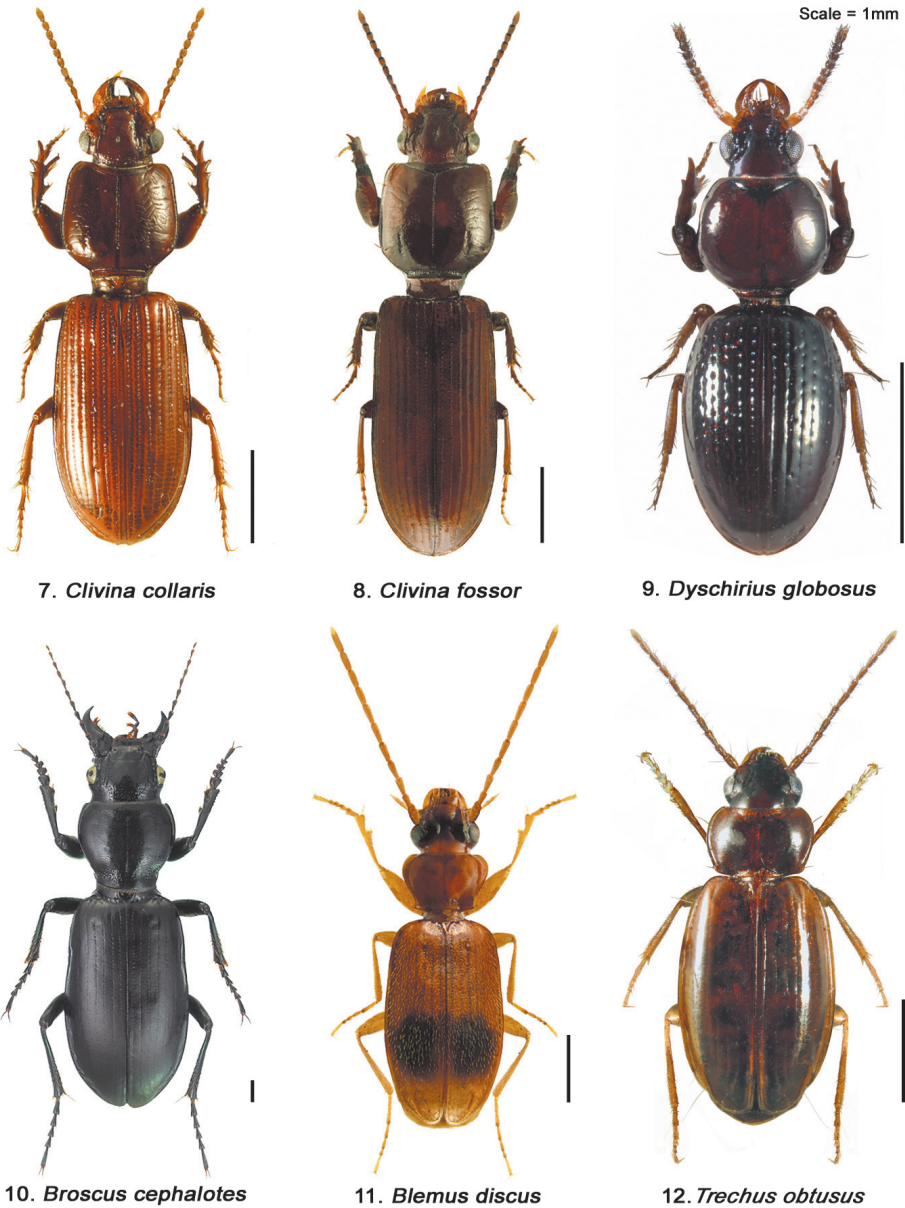 Scale = 1mm
7. Clivina collaris
8. Clivina fossor
9. Dyschirius globosus
10. Broscus cephalotes
11. Blemus discus
12. Trechus obtusus